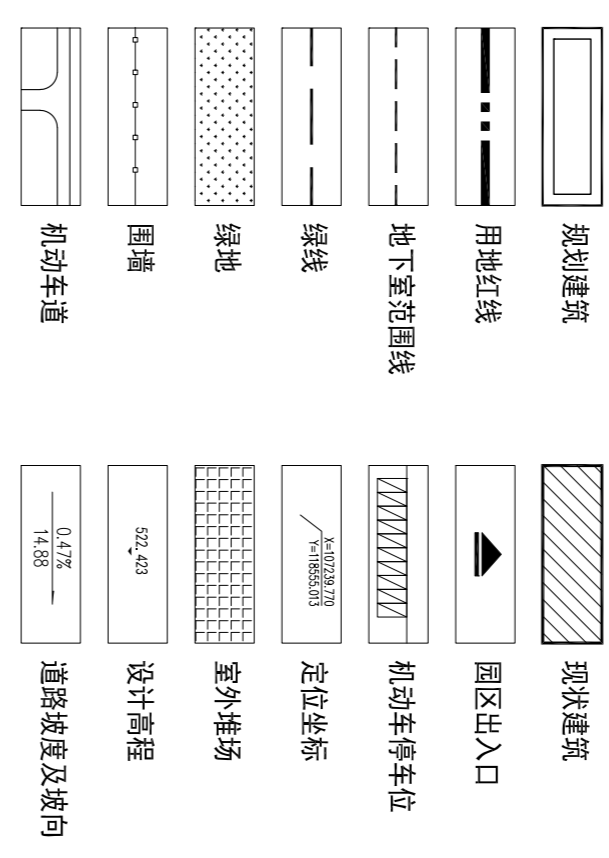 规划建筑
现状建筑
用地红线
园区出入口
地下室范围线
机动车停车位
绿线
X=107239.770
Y=118555.013
定位坐标
绿地
室外堆场
围墙
522.423
设计高程
机动车道
0.47%
14.88
道路坡度及坡向